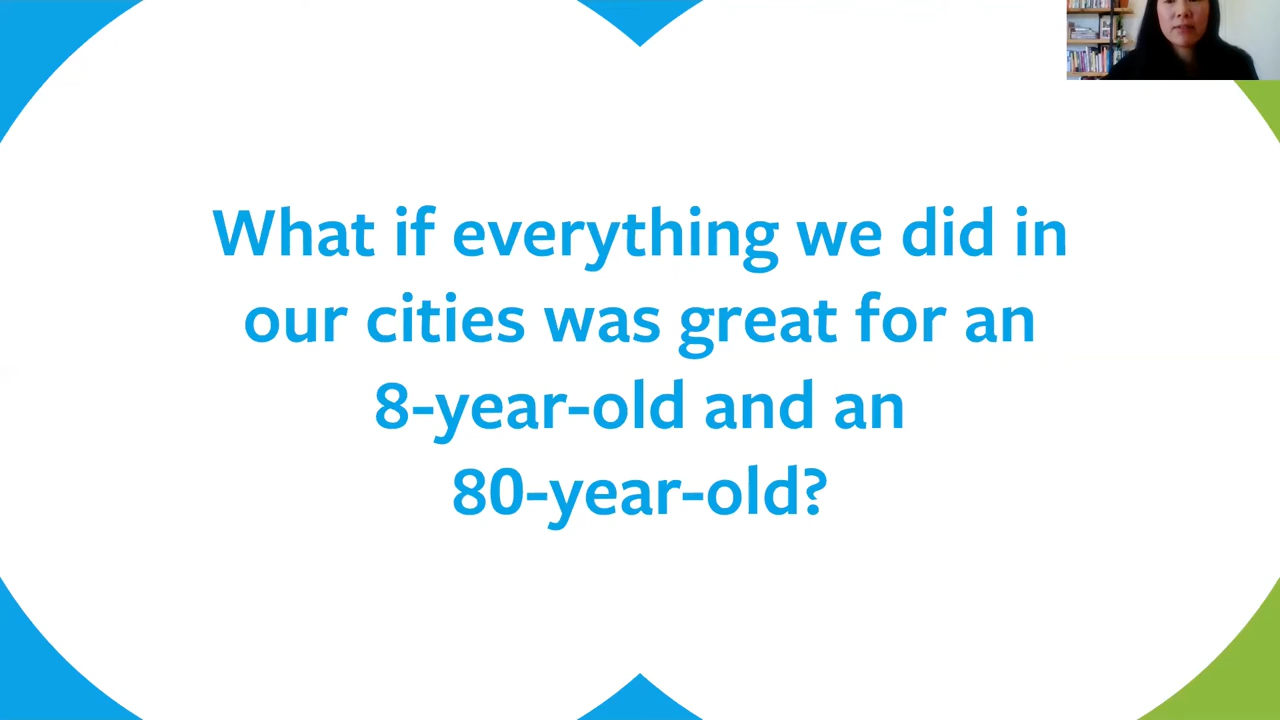 What if everything we did in
our cities was great for an
8-year-old and an
80-year-old?